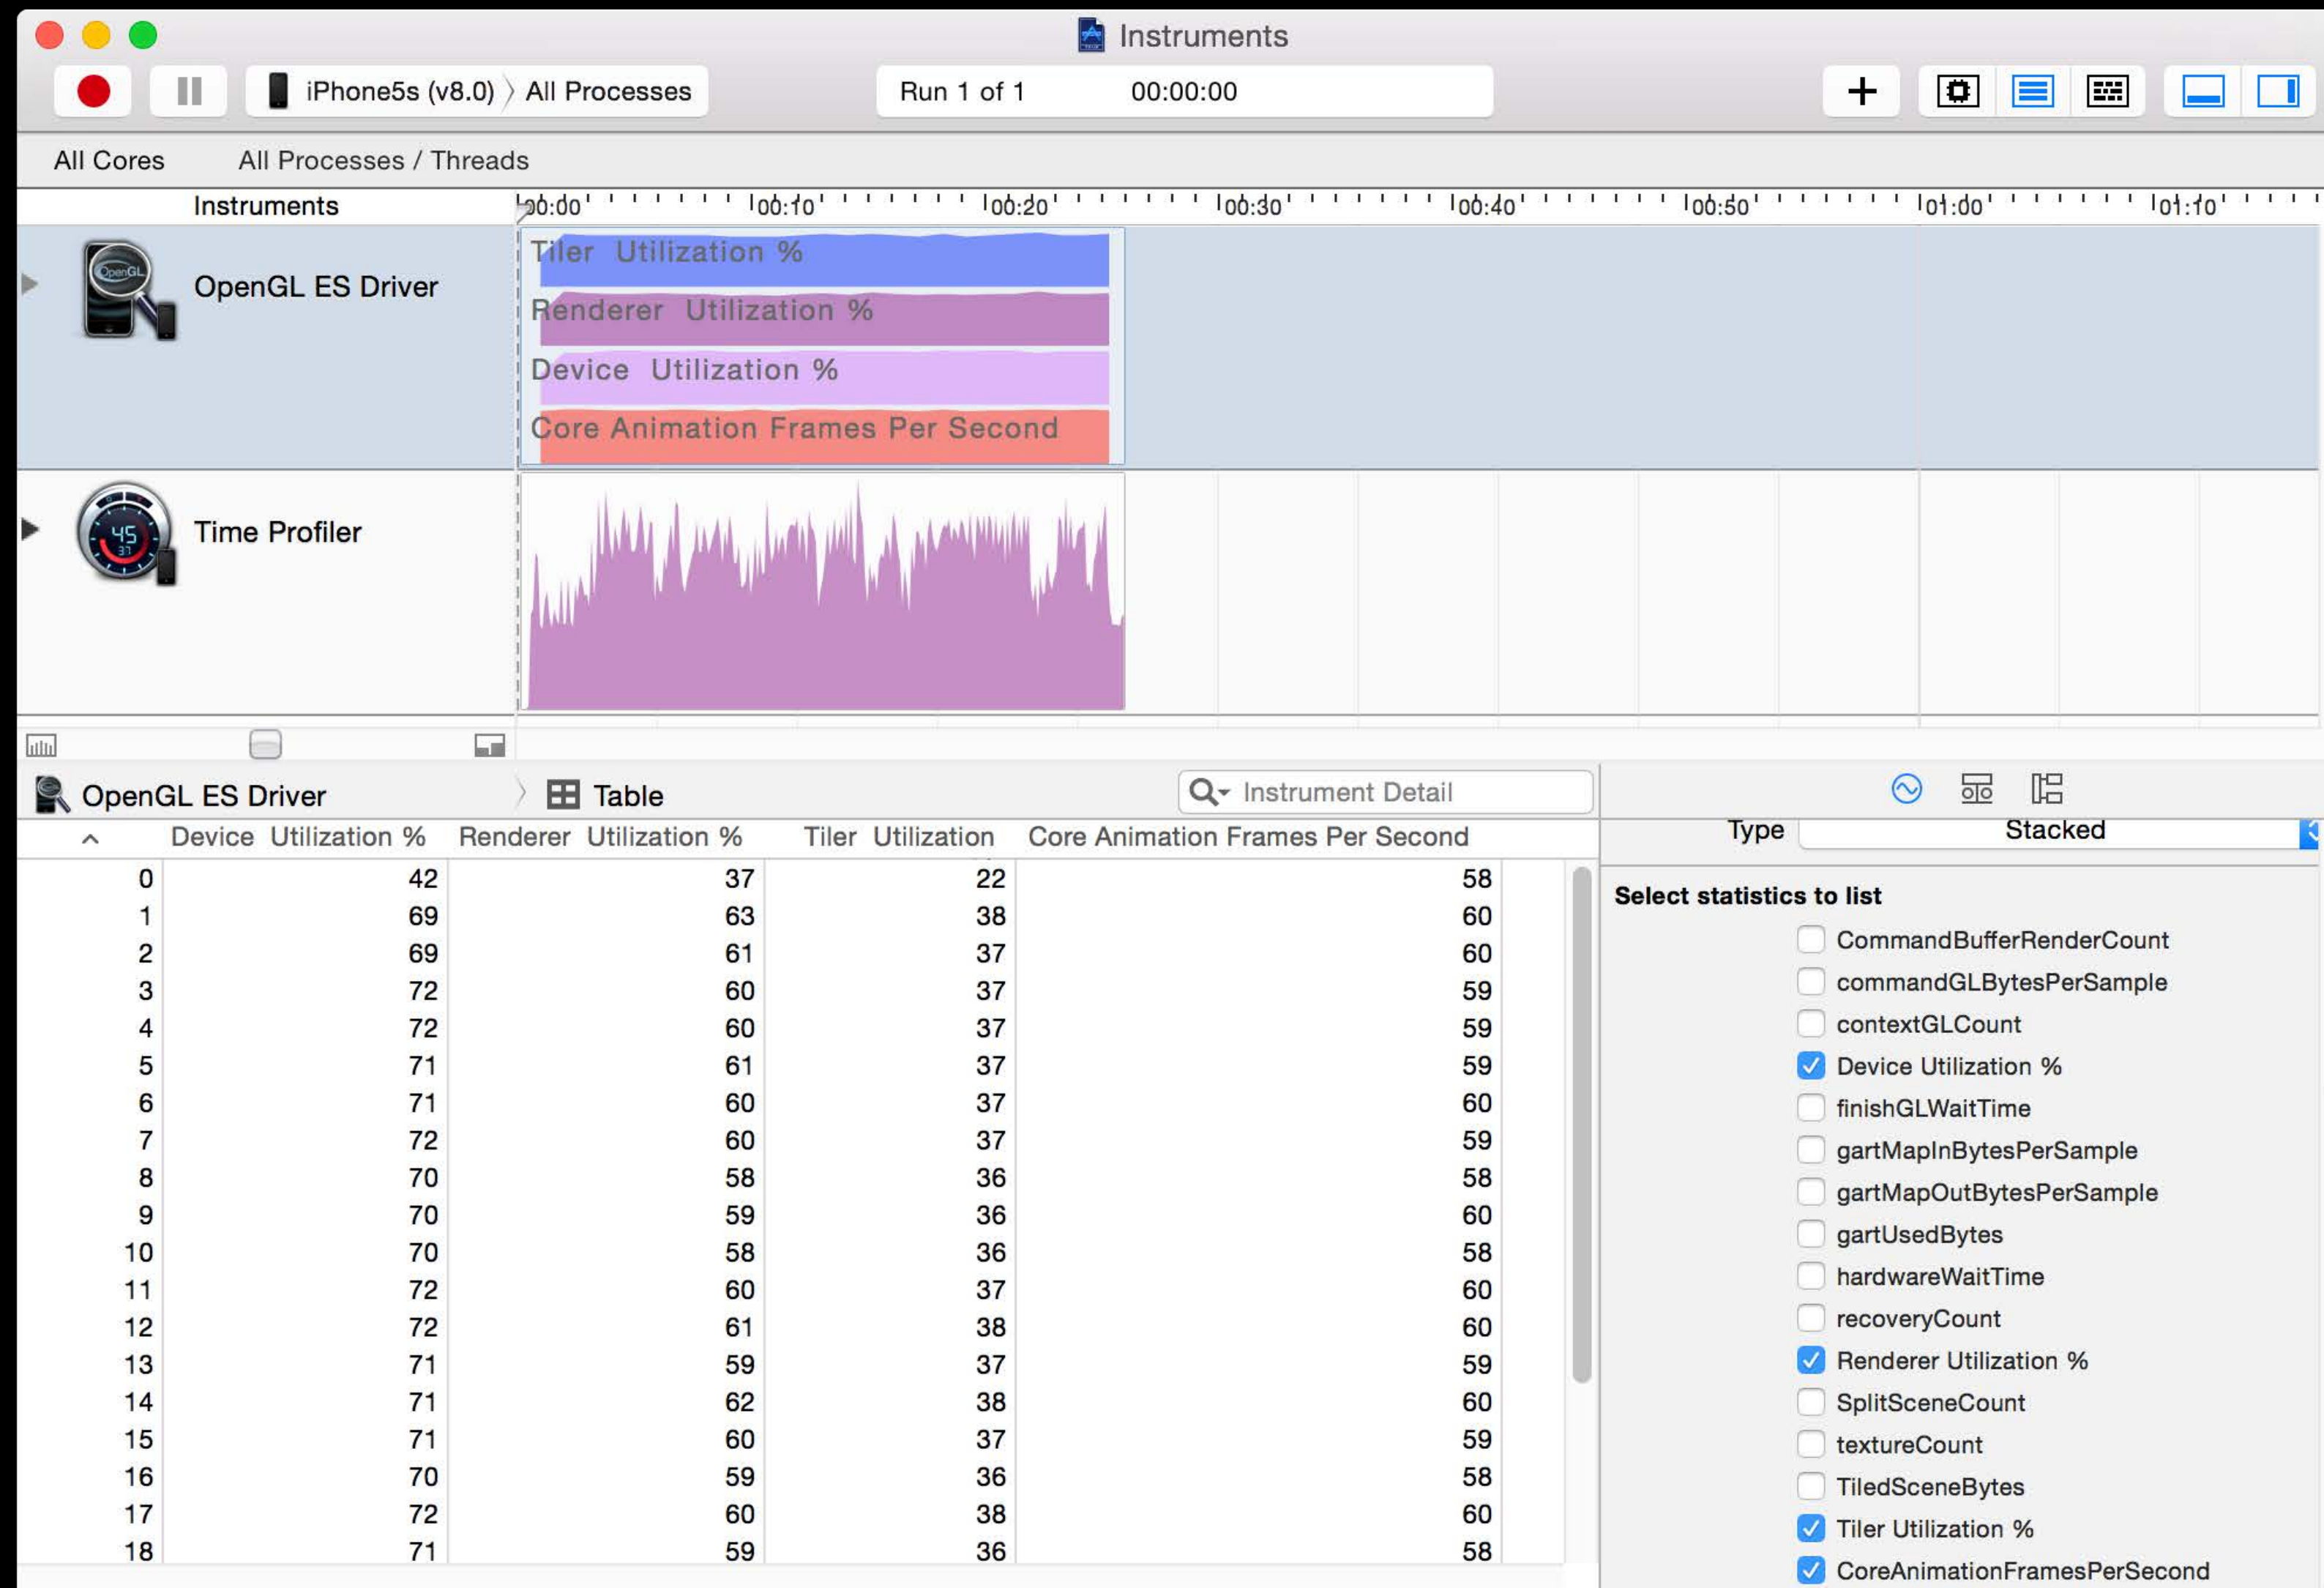 Instruments
iPhone5s (v8.0) 〉 All Processes
Run 1 of 1 00:00:00
All Cores All Processes / Threads
Instruments 00:00 00:10 00:20 00:30 00:40 00:50 01:00 01:10
OpenGL
OpenGL ES Driver
Tiler Utilization %
Renderer Utilization %
Device Utilization %
Core Animation Frames Per Second
45
37
Time Profiler
OpenGL ES Driver 〉 Table Instrument Detail
Device Utilization % Renderer Utilization % Tiler Utilization Core Animation Frames Per Second
0 42 37 22 58
1 69 63 38 60
2 69 61 37 60
3 72 60 37 59
4 72 60 37 59
5 71 61 37 59
6 71 60 37 60
7 72 60 37 59
8 70 58 36 58
9 70 59 36 60
10 70 58 36 58
11 72 60 37 60
12 72 61 38 60
13 71 59 37 59
14 71 62 38 60
15 71 60 37 59
16 70 59 36 58
17 72 60 38 60
18 71 59 36 58
Type Stacked
Select statistics to list
CommandBufferRenderCount
commandGLBytesPerSample
contextGLCount
Device Utilization %
finishGLWaitTime
gartMapInBytesPerSample
gartMapOutBytesPerSample
gartUsedBytes
hardwareWaitTime
recoveryCount
Renderer Utilization %
SplitSceneCount
textureCount
TiledSceneBytes
Tiler Utilization %
CoreAnimationFramesPerSecond